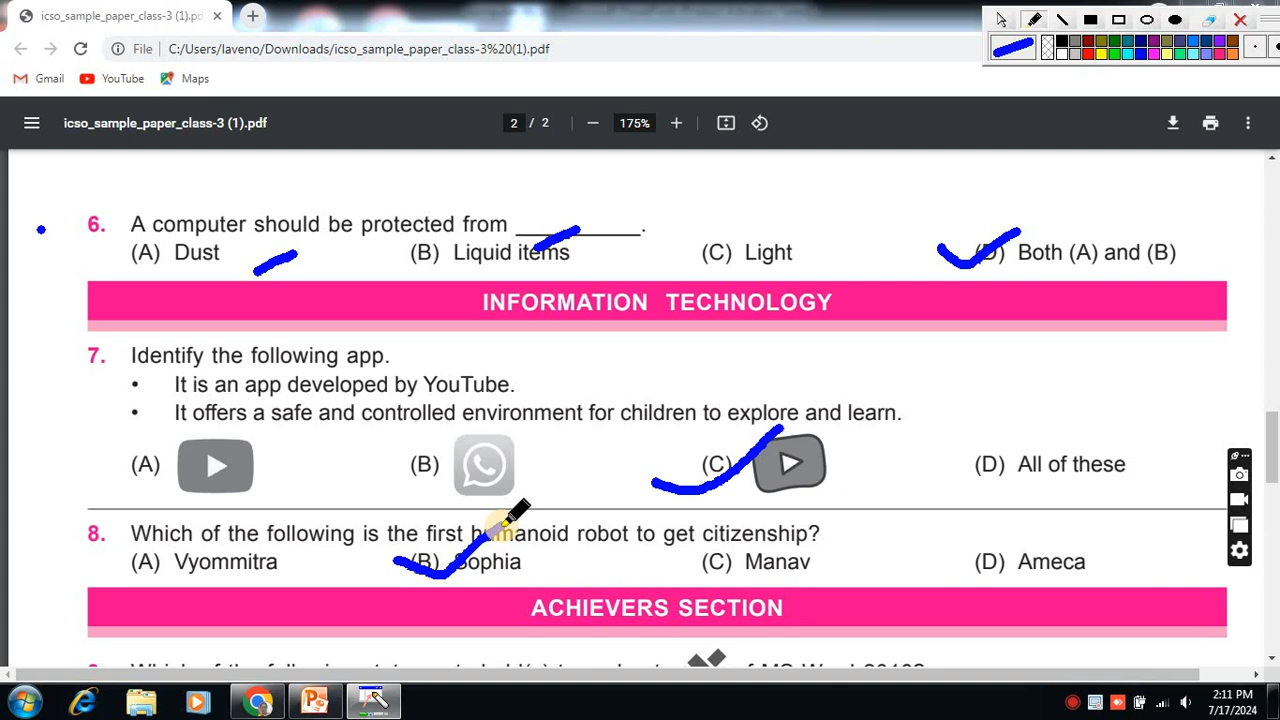 icso_sample_paper_class-3 (1).pd
File C:/Users/laveno/Downloads/icso_sample_paper_class-3%20(1).pdf
Gmail YouTube Maps
icso_sample_paper_class-3 (1).pdf 2 / 2 175%
6. A computer should be protected from ___________.
(A) Dust (B) Liquid items (C) Light (D) Both (A) and (B)
INFORMATION TECHNOLOGY
7. Identify the following app.
• It is an app developed by YouTube.
• It offers a safe and controlled environment for children to explore and learn.
(A) (B) (C) (D) All of these
8. Which of the following is the first humanoid robot to get citizenship?
(A) Vyommitra (B) Sophia (C) Manav (D) Ameca
ACHIEVERS SECTION
2:11 PM
7/17/2024